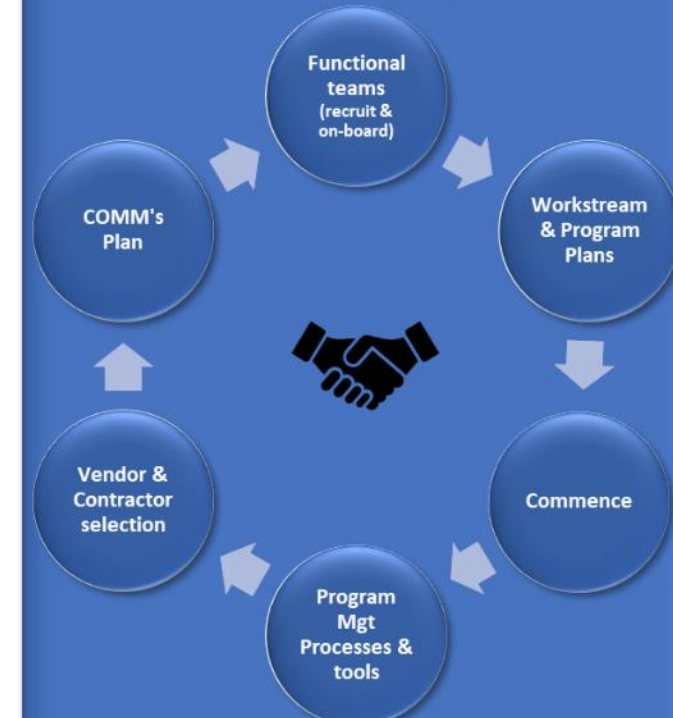 Functional
teams
(recruit &
on-board)
Workstream
& Program
Plans
Commence
Program
Mgt
Processes &
tools
Vendor &
Contractor
selection
COMM's
Plan